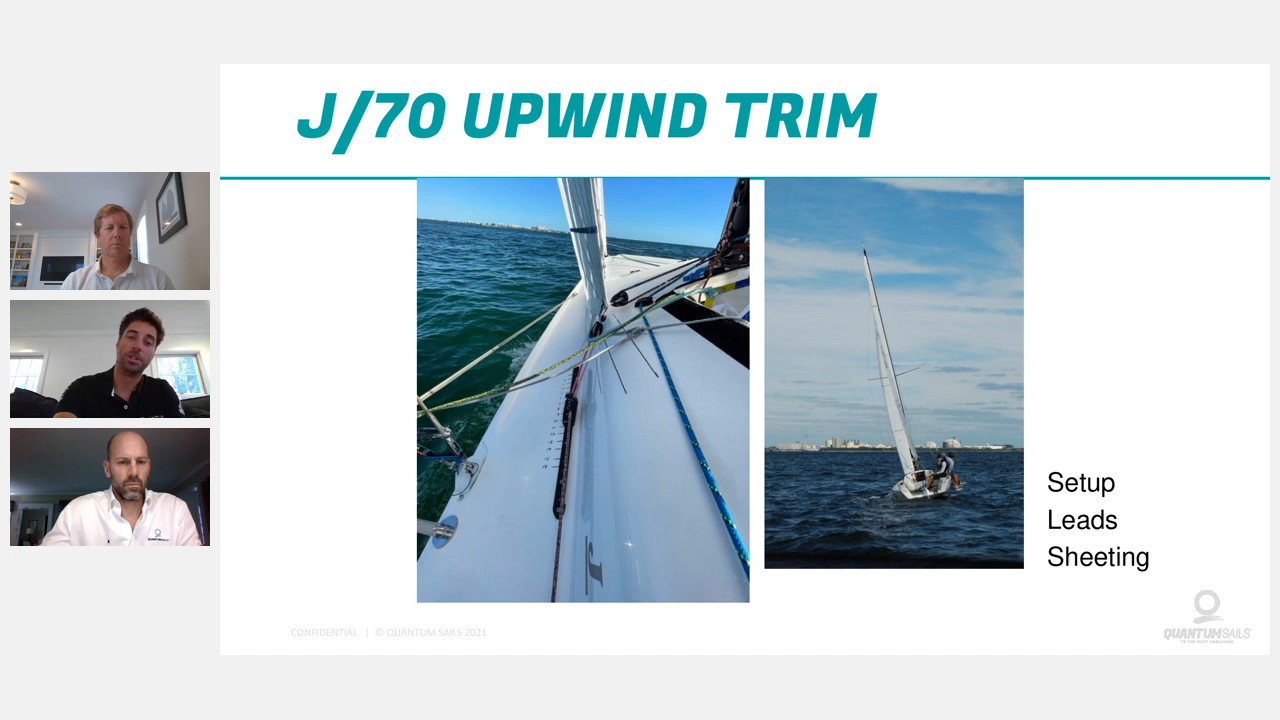 J/70 UPWIND TRIM
Setup
Leads
Sheeting
CONFIDENTIAL | © QUANTUM SAILS 2021
QUANTUM SAILS